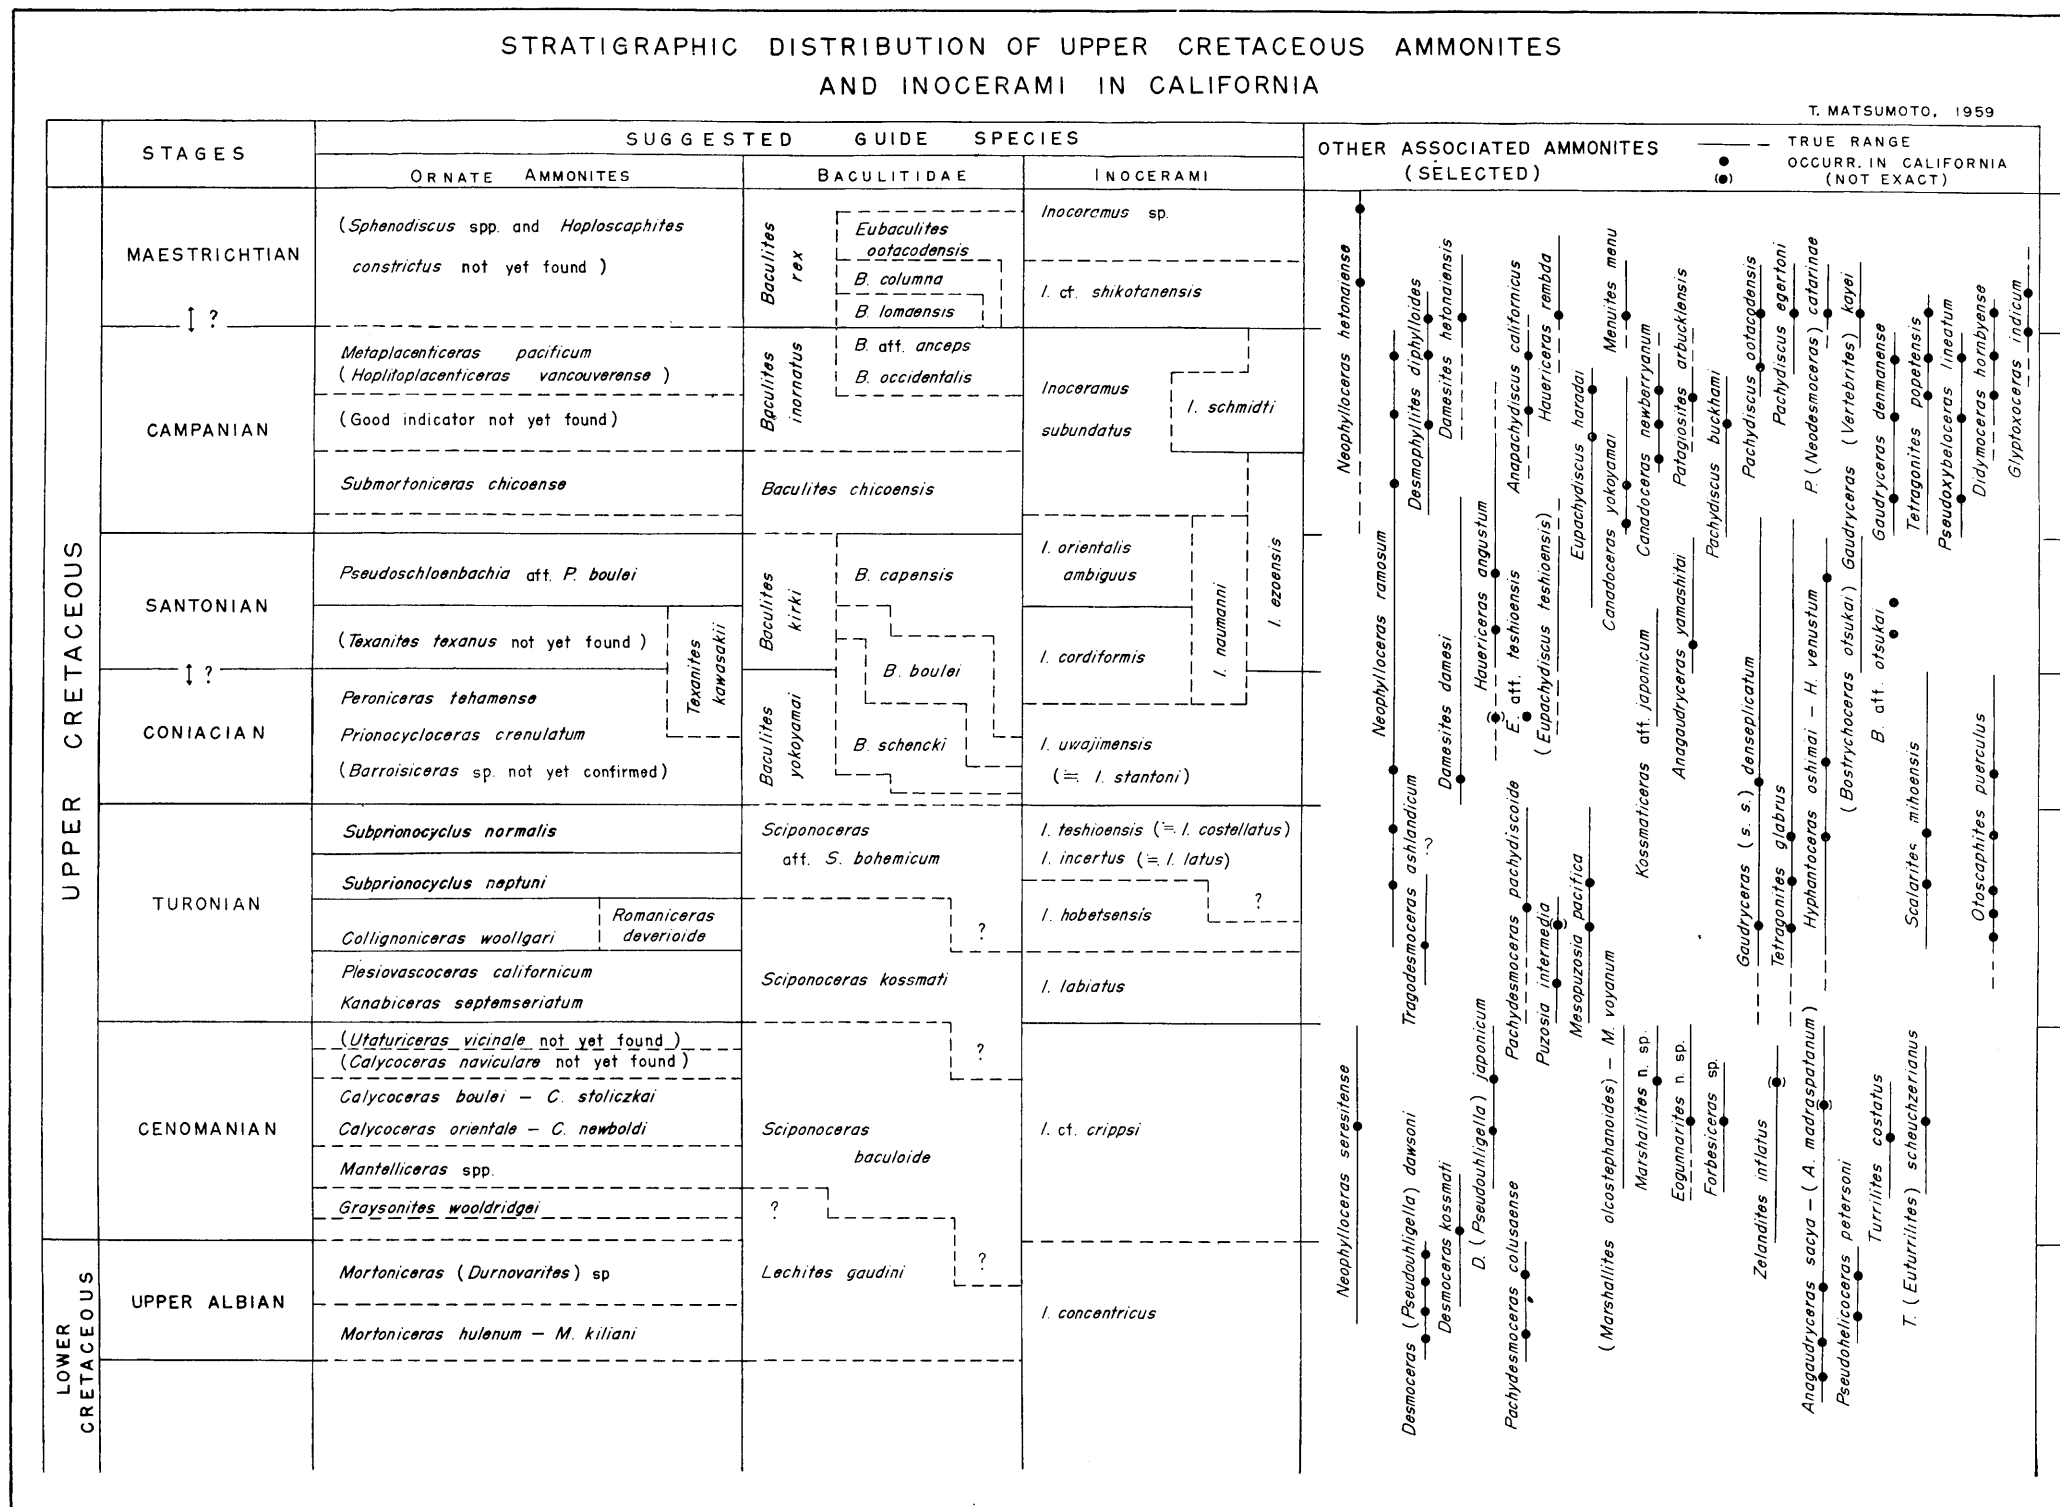 STRATIGRAPHIC DISTRIBUTION OF UPPER CRETACEOUS AMMONITES
AND INOCERAMI IN CALIFORNIA
T. MATSUMOTO, 1959
STAGES
SUGGESTED GUIDE SPECIES
ORNATE AMMONITES
BACULITIDAE
INOCERAMI
OTHER ASSOCIATED AMMONITES
(SELECTED)
TRUE RANGE
OCCURR. IN CALIFORNIA
(NOT EXACT)
UPPER CRETACEOUS
LOWER
CRETACEOUS
MAESTRICHTIAN
?
CAMPANIAN
SANTONIAN
?
CONIACIAN
TURONIAN
CENOMANIAN
UPPER ALBIAN
(Sphenodiscus spp. and Hoploscaphites
constrictus not yet found)
Metaplacenticeras pacificum
(Hoplitoplacenticeras vancouverense)
(Good indicator not yet found)
Submortoniceras chicoense
Pseudoschloenbachia aff. P. boulei
(Texanites texanus not yet found)
Texanites
kawasakii
Peroniceras tehamense
Prionocycloceras crenulatum
(Barroisiceras sp. not yet confirmed)
Subprionocyclus normalis
Subprionocyclus neptuni
Collignoniceras woollgari
Romaniceras
deverioide
Plesiovascoceras californicum
Kanabiceras septemseriatum
(Utaturiceras vicinale not yet found)
(Calycoceras naviculare not yet found)
Calycoceras boulei – C. stoliczkai
Calycoceras orientale – C. newboldi
Mantelliceras spp.
Graysonites wooldridgei
Mortoniceras (Durnovarites) sp
Mortoniceras hulenum – M. kiliani
Baculites
rex
Eubaculites
ootacodensis
B. columna
B. lomaensis
Baculites
inornatus
B. aff. anceps
B. occidentalis
Baculites chicoensis
Baculites
kirki
B. capensis
B. boulei
Baculites
yokoyamai
B. schencki
Sciponoceras
aff. S. bohemicum
?
Sciponoceras kossmati
?
Sciponoceras
baculoide
?
?
Lechites gaudini
Inoceramus sp.
I. cf. shikotanensis
Inoceramus
subundatus
I. schmidti
I. orientalis
ambiguus
I. naumanni
I. ezoensis
I. cordiformis
I. uwajimensis
(≒ I. stantoni)
I. teshioensis (≒ I. costellatus)
I. incertus (≒ I. latus)
?
I. hobetsensis
I. labiatus
I. cf. crippsi
I. concentricus
Neophylloceras hetonaiense
Neophylloceras ramosum
Desmophyllites diphylloides
Damesites hetonaiensis
Damesites damesi
Hauericeras angustum
Anapachydiscus californicus
Hauericeras rembda
E. aff. teshioensis
(Eupachydiscus teshioensis)
Eupachydiscus haradai
Menuites menu
Canadoceras yokoyamai
Canadoceras newberryanum
Kossmaticeras aff. japonicum
Patagiosites arbucklensis
Anagaudryceras yamashitai
Pachydiscus buckhami
Pachydiscus ootacodensis
Gaudryceras (s. s.) denseplicatum
Pachydiscus egertoni
Tetragonites glabrus
P. (Neodesmoceras) catarinae
Hyphantoceras oshimai – H. venustum
Gaudryceras (Vertebrites) kayei
(Bostrychoceras otsukai)
B. aff. otsukai
Gaudryceras denmanense
Tetragonites popetensis
Scalarites mihoensis
Pseudoxybeloceras lineatum
Didymoceras hornbyense
Otoscaphites puerculus
Glyptoxoceras indicum
Tragodesmoceras ashlandicum
?
Pachydesmoceras pachydiscoide
Puzosia intermedia
Mesopuzosia pacifica
Neophylloceras seresitense
Desmoceras (Pseudouhligella) dawsoni
Desmoceras kossmati
D. (Pseudouhligella) japonicum
Pachydesmoceras colusaense
(Marshallites olcostephanoides) – M. voyanum
Marshallites n. sp.
Eogunnarites n. sp.
Forbesiceras sp.
Zelandites inflatus
Anagaudryceras sacya – (A. madraspatanum)
Pseudohelicoceras petersoni
Turrilites costatus
T. (Euturrilites) scheuchzerianus